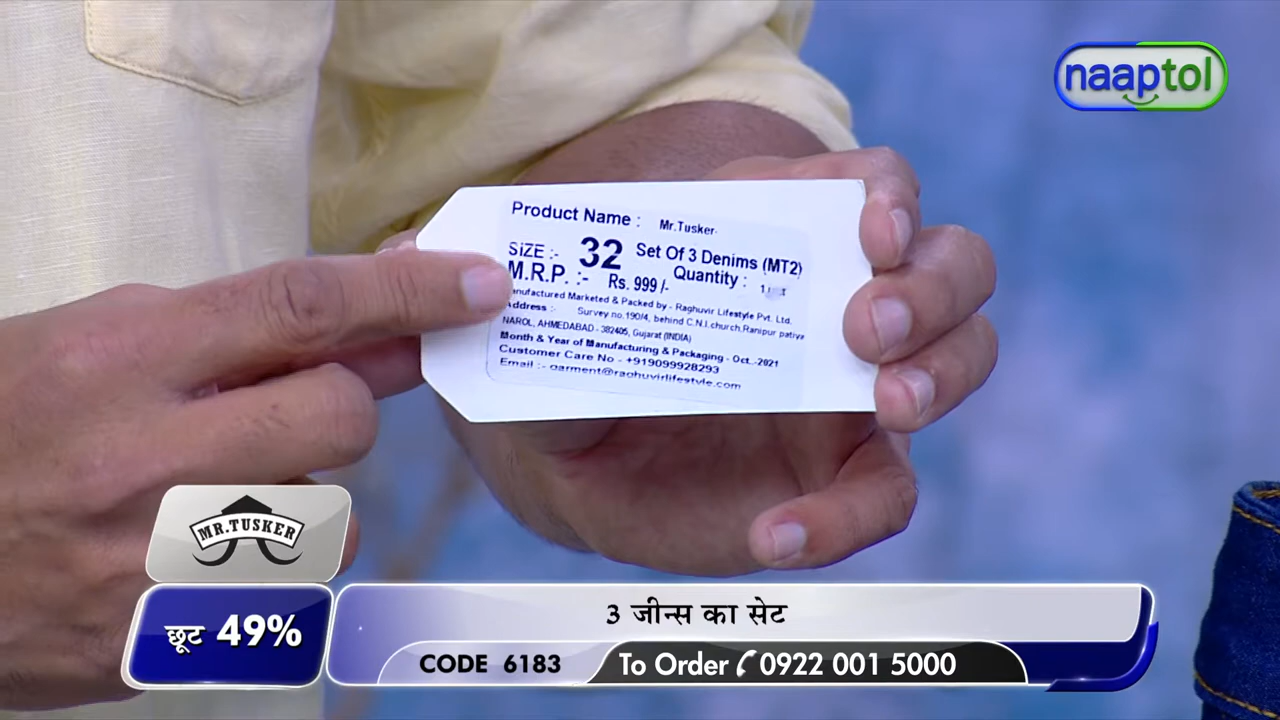 naaptol
Product Name : Mr.Tusker
SiZE :- 32 Set Of 3 Denims (MT2)
M.R.P. :- Rs. 999 /- Quantity :
anufactured Marketed & Packed by - Raghuvir Lifestyle Pvt. Ltd.
Address :- Survey no.190/4, behind C.N.I.church,Ranipur patiya
NAROL, AHMEDABAD - 382405, Gujarat (INDIA)
Month & Year of Manufacturing & Packaging - Oct.-2021
Customer Care No - +919099928293
Email :- garment@raghuvirlifestyle.com
MR.TUSKER
छूट 49%
3 जीन्स का सेट
CODE 6183
To Order 0922 001 5000